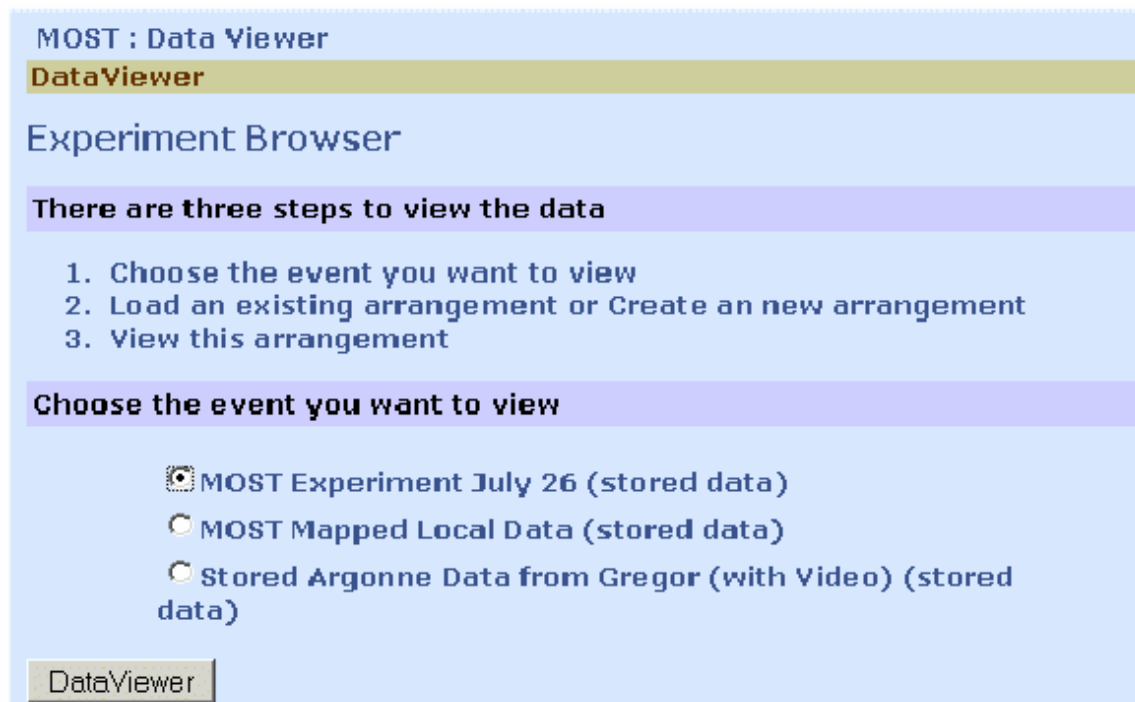 MOST : Data Viewer
DataViewer
Experiment Browser
There are three steps to view the data
1. Choose the event you want to view
2. Load an existing arrangement or Create an new arrangement
3. View this arrangement
Choose the event you want to view
MOST Experiment July 26 (stored data)
MOST Mapped Local Data (stored data)
Stored Argonne Data from Gregor (with Video) (stored
data)
DataViewer